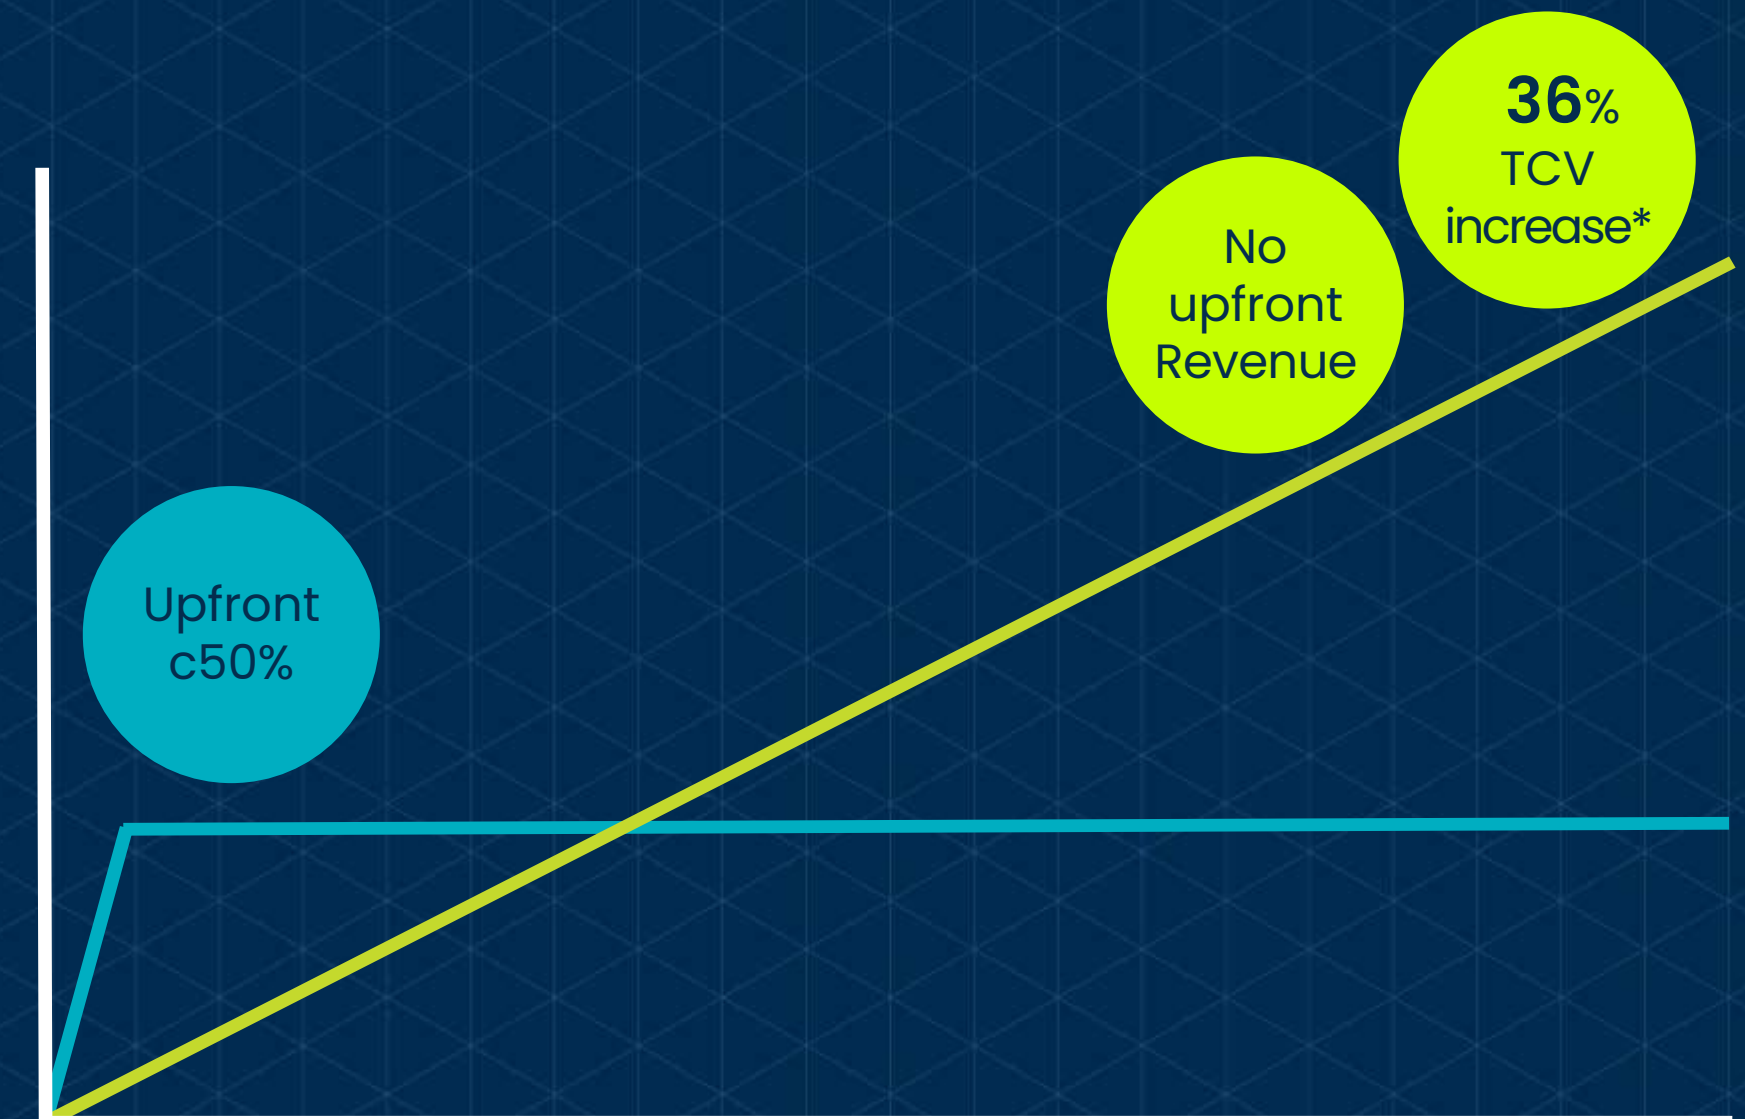 36%
TCV
increase*
No
upfront
Revenue
Upfront
c50%